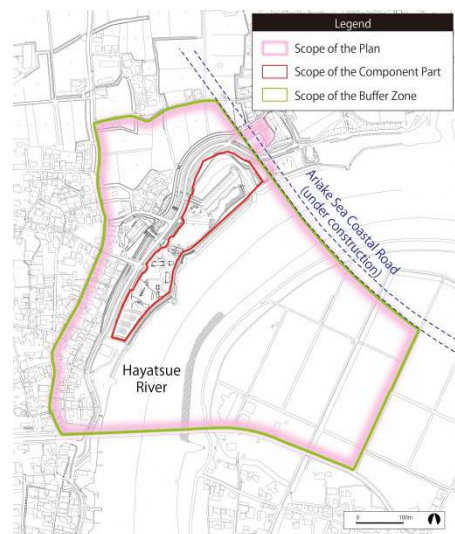 Legend
Scope of the Plan
Scope of the Component Part
Scope of the Buffer Zone
Ariake Sea Coastal Road
(under construction)
Hayatsue
River
0 100m